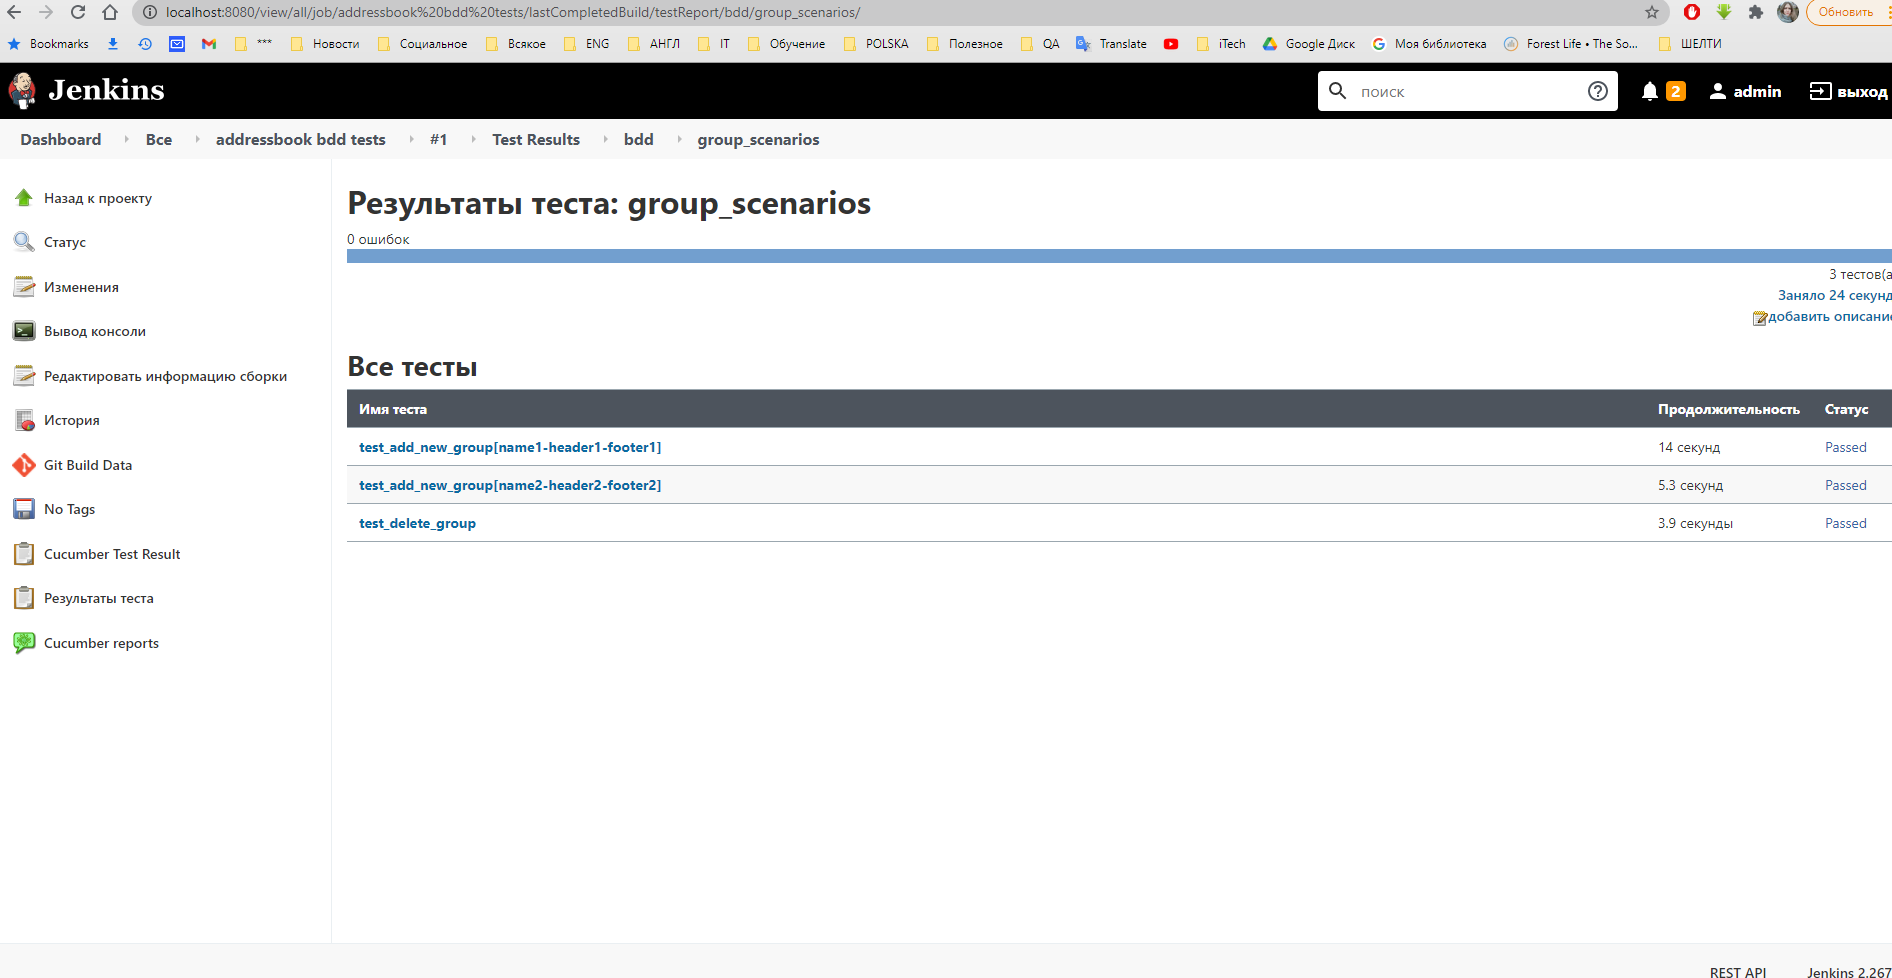 localhost:8080/view/all/job/addressbook%20bdd%20tests/lastCompletedBuild/testReport/bdd/group_scenarios/
Обновить
Bookmarks *** Новости Социальное Всякое ENG АНГЛ IT Обучение POLSKA Полезное QA Translate iTech Google Диск Моя библиотека Forest Life • The So... ШЕЛТИ
Jenkins
поиск
2
admin
выход
Dashboard Все addressbook bdd tests #1 Test Results bdd group_scenarios
Назад к проекту
Статус
Изменения
Вывод консоли
Редактировать информацию сборки
История
Git Build Data
No Tags
Cucumber Test Result
Результаты теста
Cucumber reports
Результаты теста: group_scenarios
0 ошибок
3 тестов(а
Заняло 24 секунд
добавить описание
Все тесты
Имя теста Продолжительность Статус
test_add_new_group[name1-header1-footer1] 14 секунд Passed
test_add_new_group[name2-header2-footer2] 5.3 секунд Passed
test_delete_group 3.9 секунды Passed
REST API Jenkins 2.267